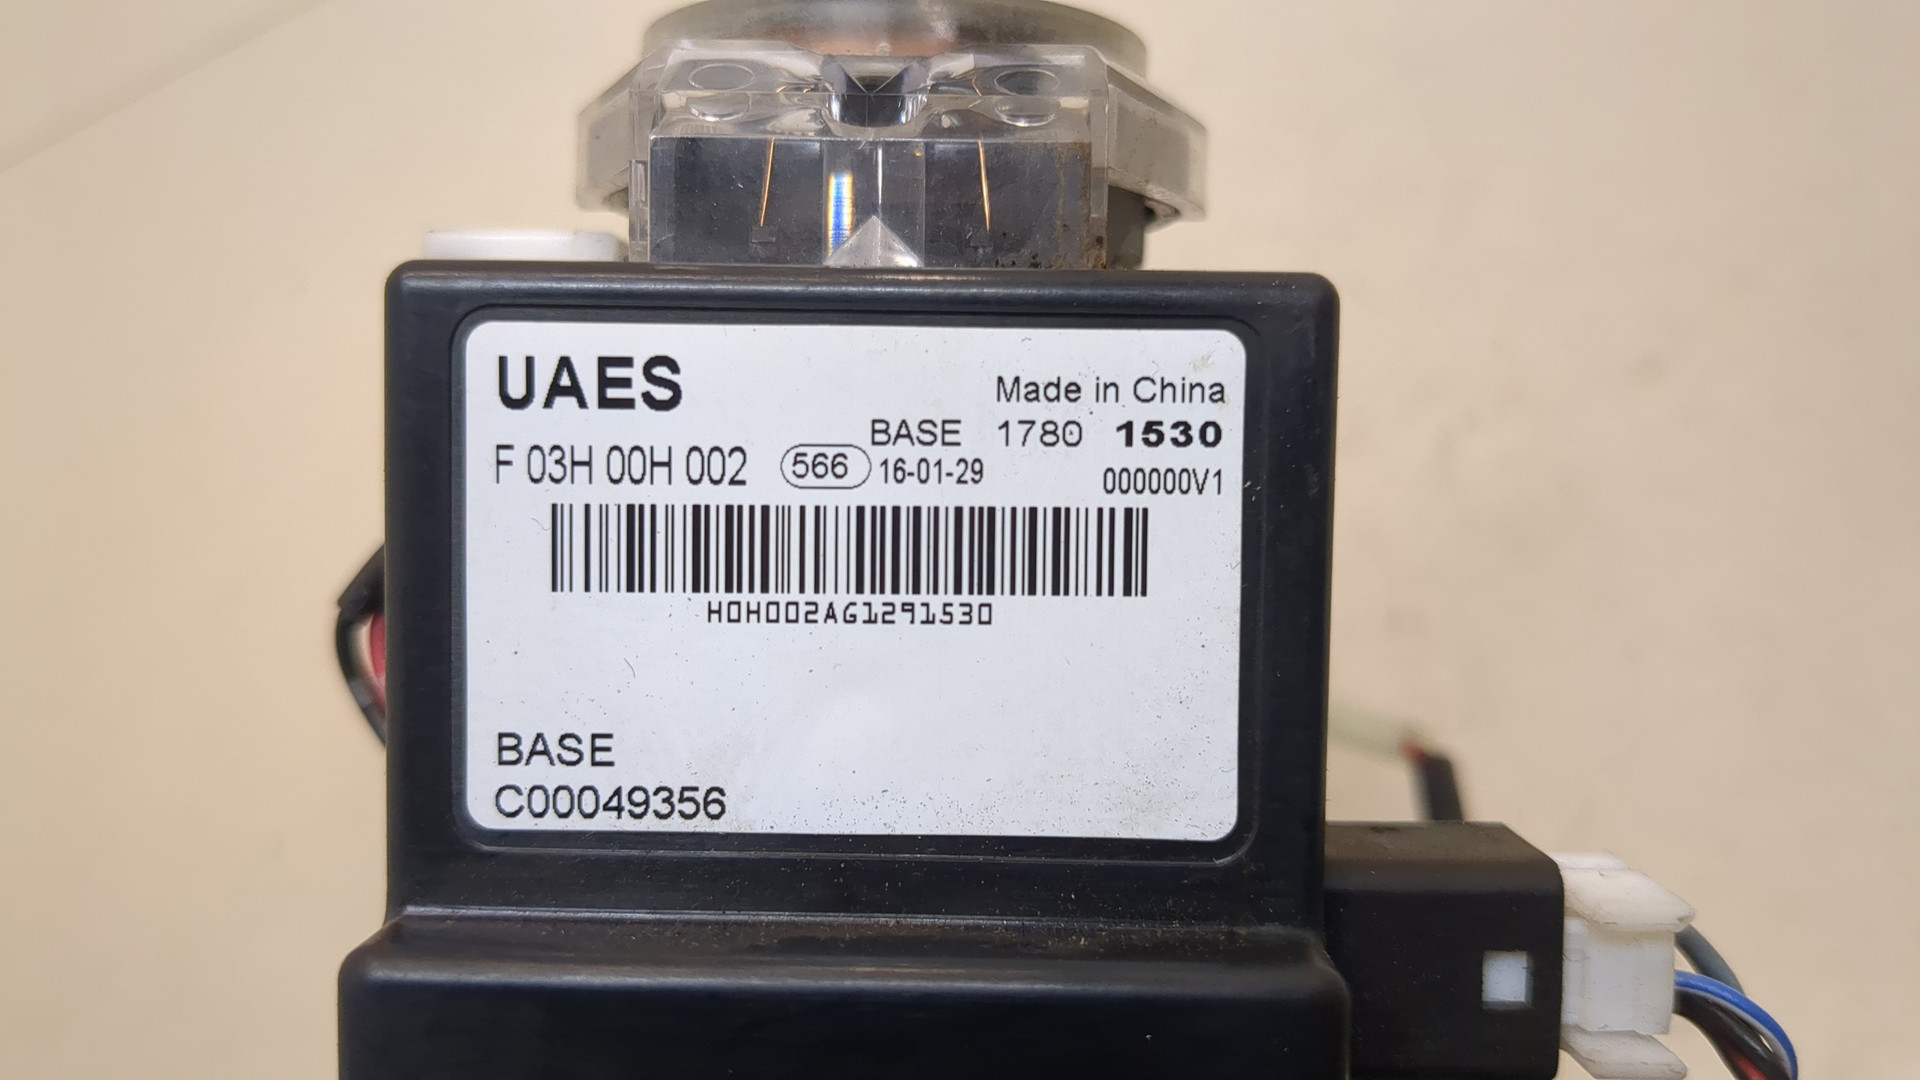 UAES
Made in China
BASE 1780 1530
F 03H 00H 002 566 16-01-29 000000V1
H0H002AG1291530
BASE
C00049356